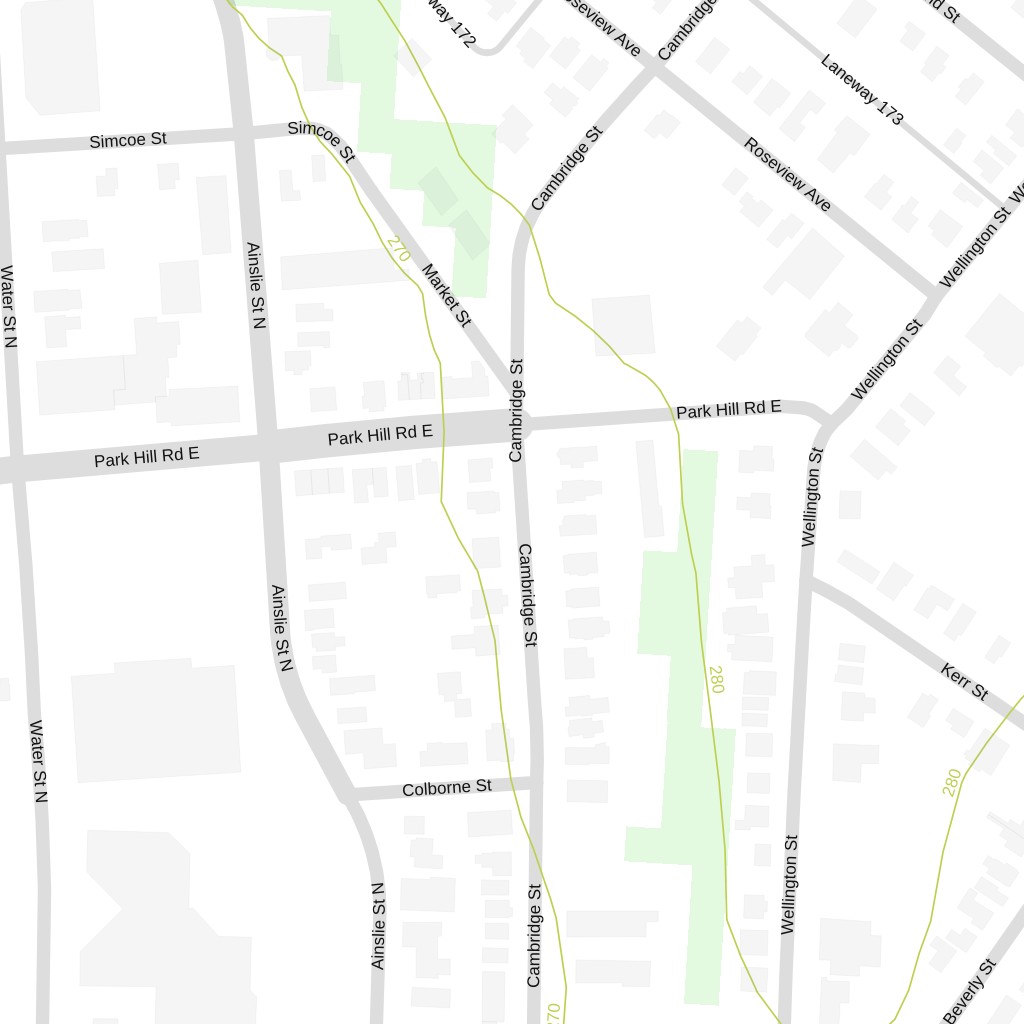 way 172
Roseview Ave
Cambridge
d St
Laneway 173
Simcoe St
Simcoe St
Cambridge St
Roseview Ave
Wellington St
270
Ainslie St N
Water St N
Market St
Wellington St
Cambridge St
Park Hill Rd E
Park Hill Rd E
Park Hill Rd E
Wellington St
Cambridge St
Ainslie St N
280
Kerr St
Water St N
Colborne St
280
Wellington St
Ainslie St N
Cambridge St
Beverly St
270